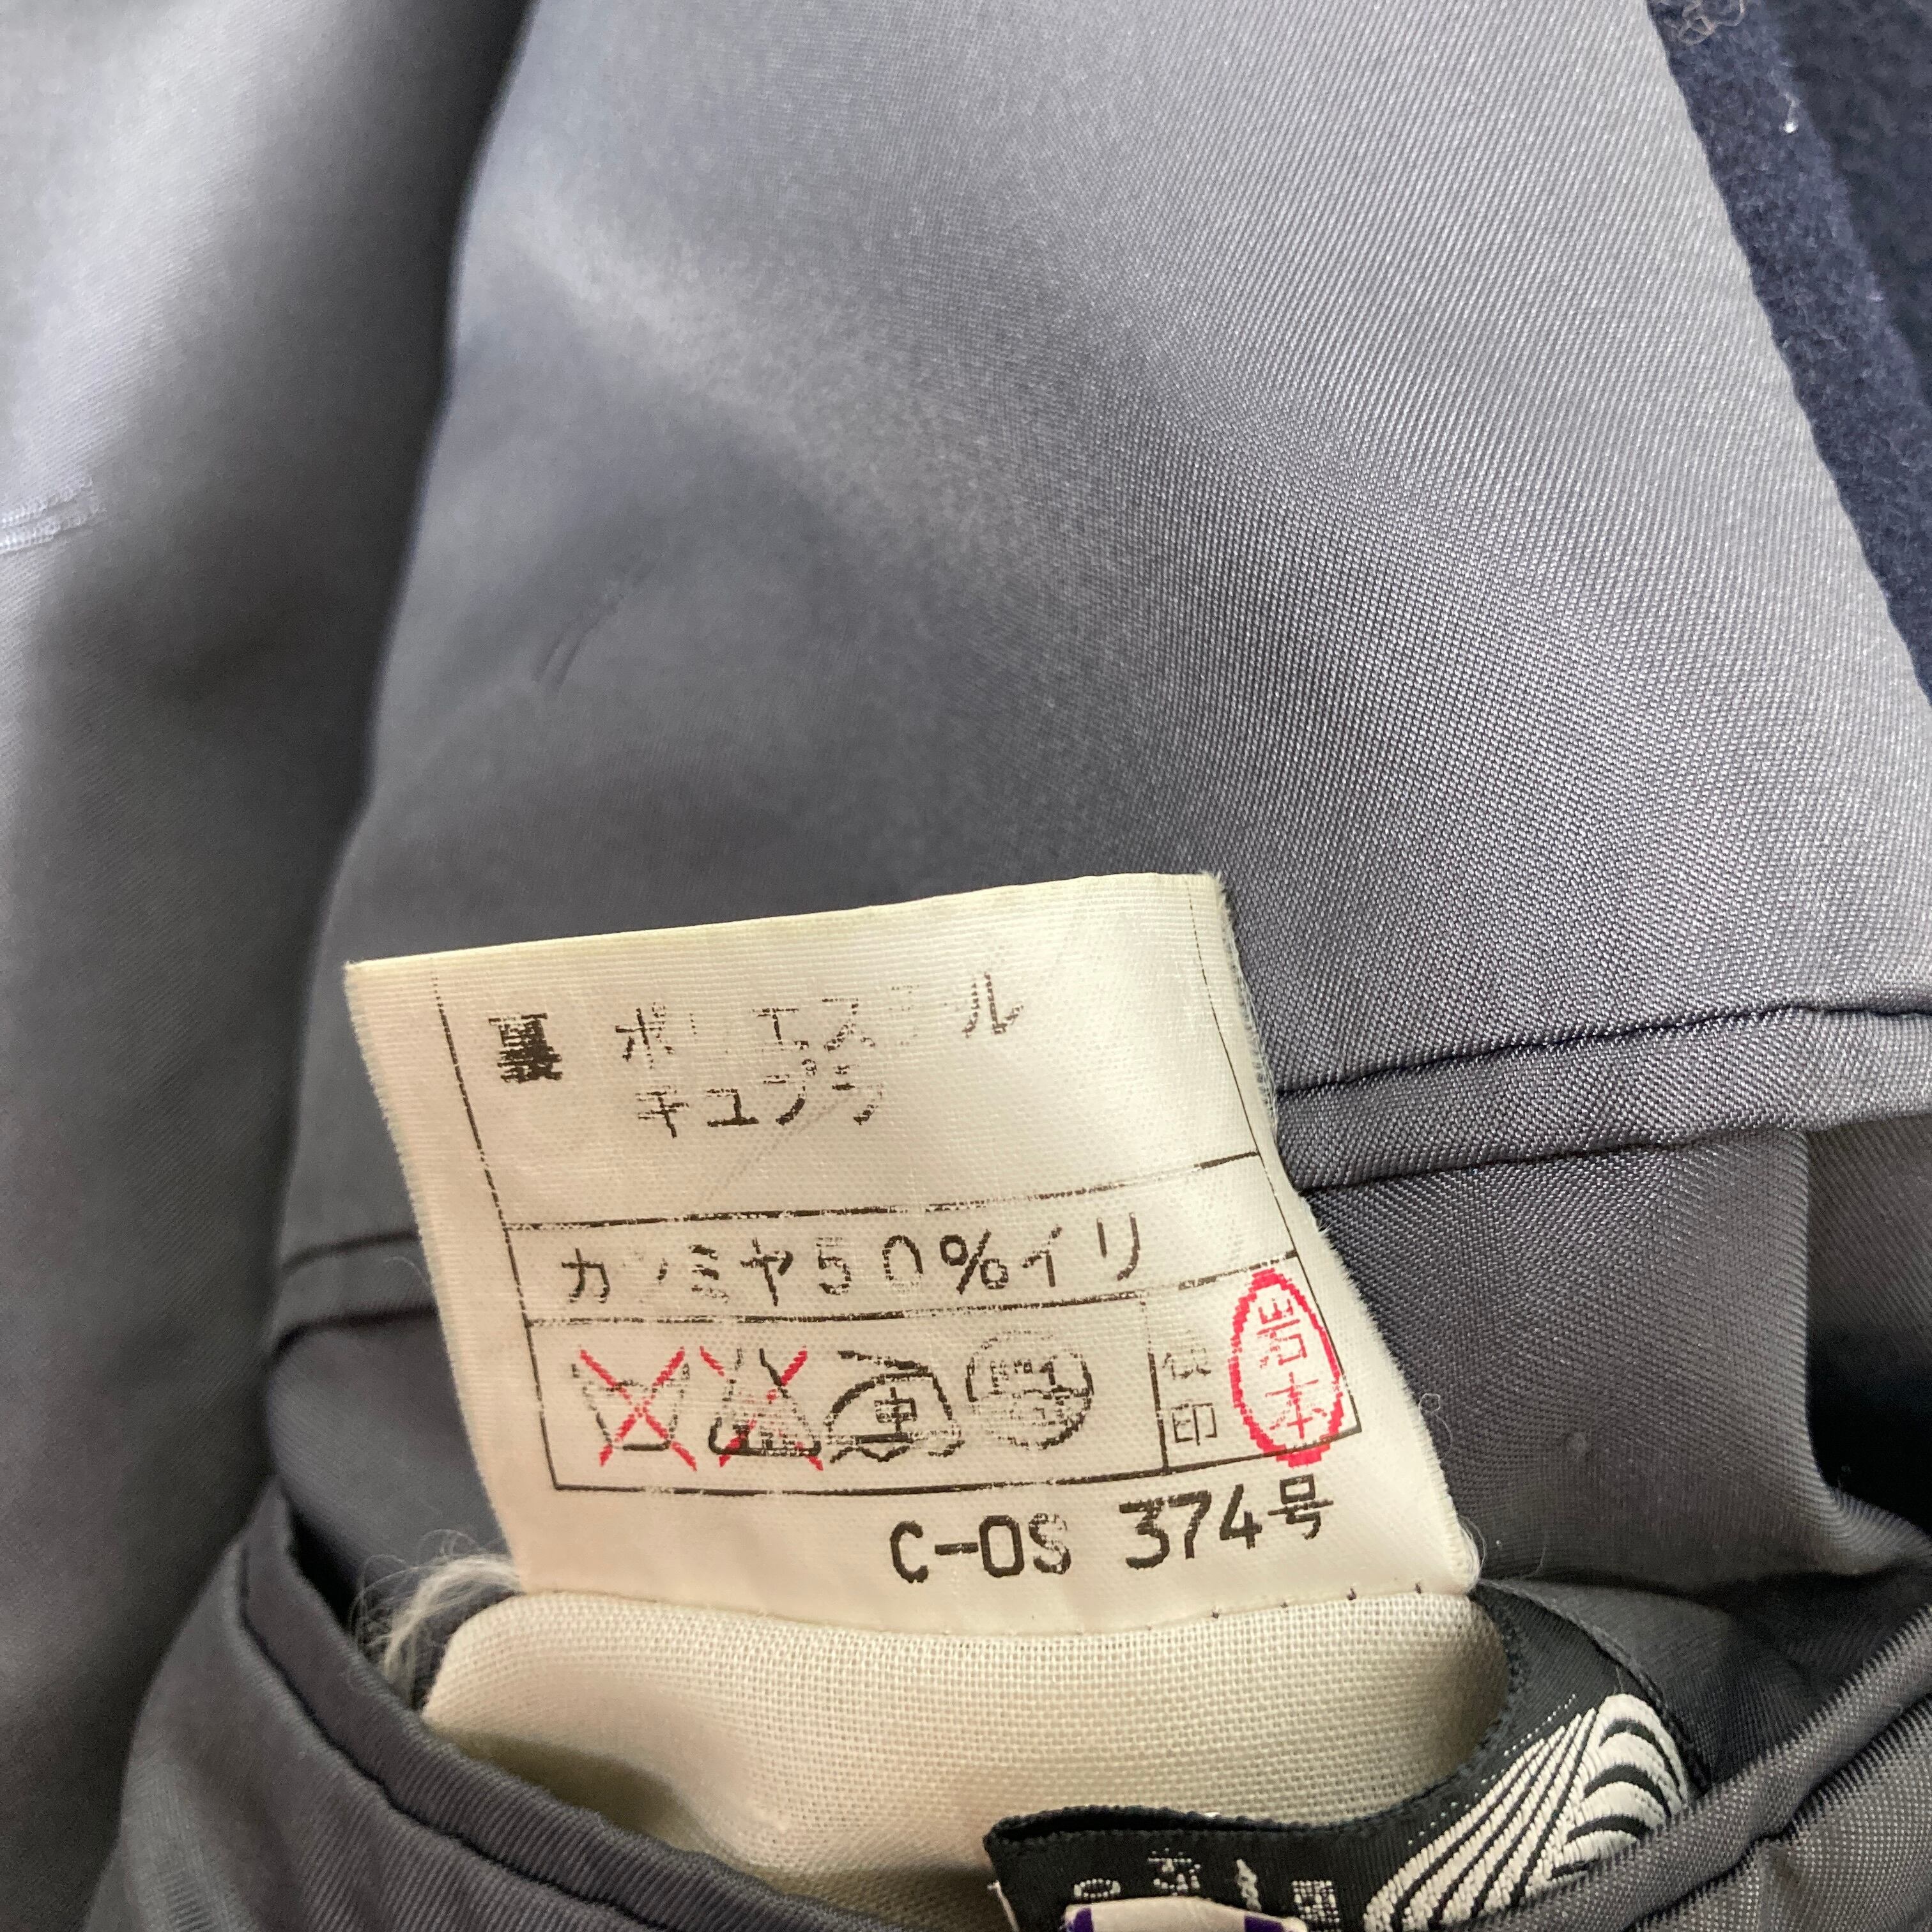 裏 ポリエステル
キュプラ
カシミヤ50%イリ
中
検印
岩本
C-OS 374号